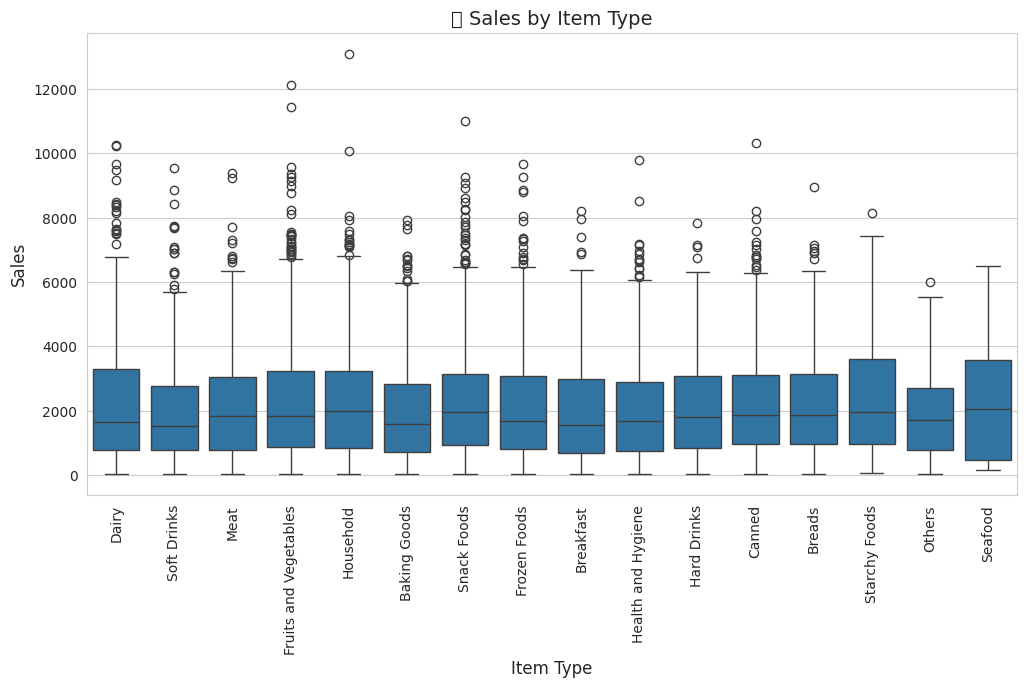 ▯ Sales by Item Type
Sales
12000
10000
8000
6000
4000
2000
0
Dairy
Soft Drinks
Meat
Fruits and Vegetables
Household
Baking Goods
Snack Foods
Frozen Foods
Breakfast
Health and Hygiene
Hard Drinks
Canned
Breads
Starchy Foods
Others
Seafood
Item Type